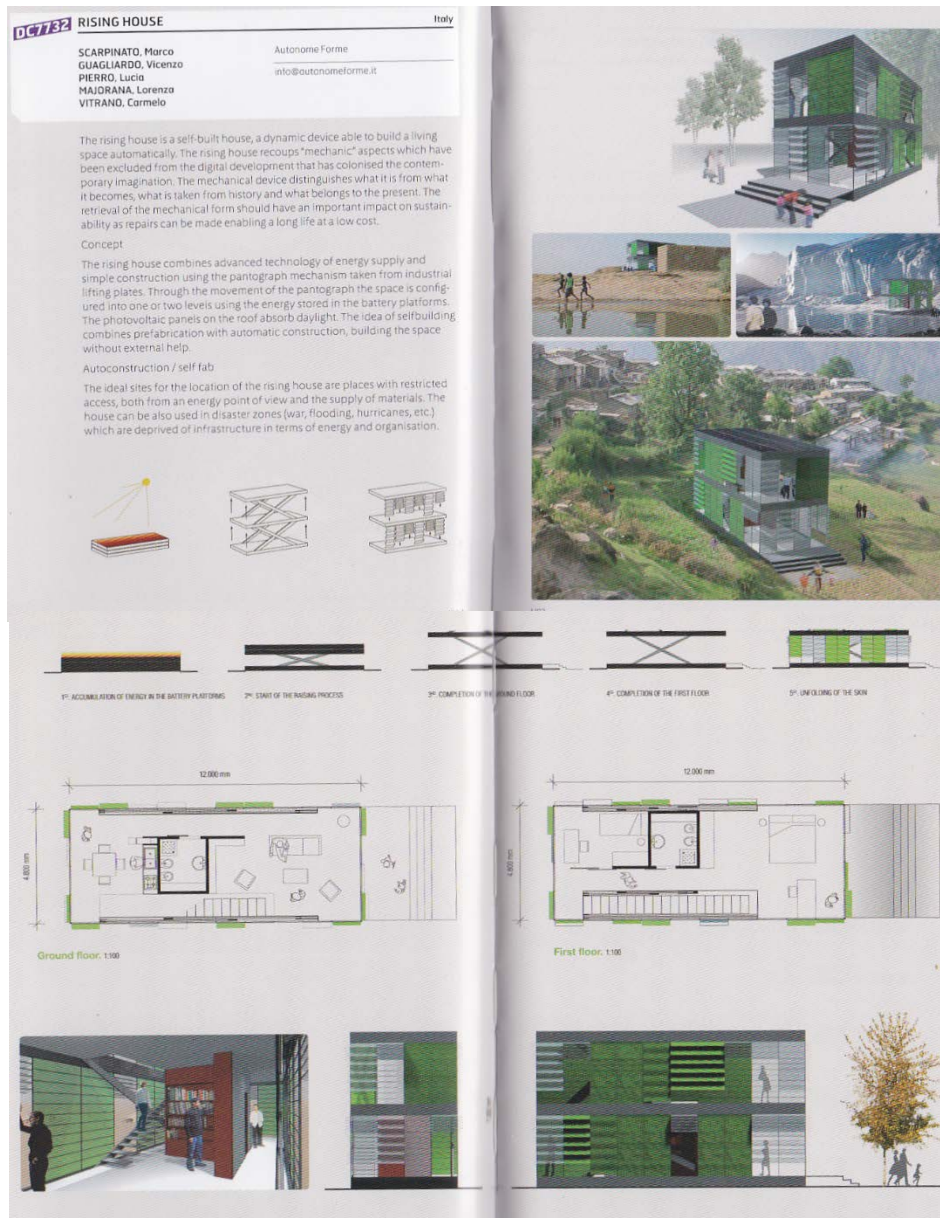 DC7732
RISING HOUSE
Italy
SCARPINATO, Marco
GUAGLIARDO, Vicenzo
PIERRO, Lucia
MAJORANA, Lorenza
VITRANO, Carmelo
Autonome Forme
info@autonomeforme.it
The rising house is a self-built house, a dynamic device able to build a living
space automatically. The rising house recoups "mechanic" aspects which have
been excluded from the digital development that has colonised the contem-
porary imagination. The mechanical device distinguishes what it is from what
it becomes, what is taken from history and what belongs to the present. The
retrieval of the mechanical form should have an important impact on sustain-
ability as repairs can be made enabling a long life at a low cost.
Concept
The rising house combines advanced technology of energy supply and
simple construction using the pantograph mechanism taken from industrial
lifting plates. Through the movement of the pantograph the space is config-
ured into one or two levels using the energy stored in the battery platforms.
The photovoltaic panels on the roof absorb daylight. The idea of selfbuilding
combines prefabrication with automatic construction, building the space
without external help.
Autoconstruction / self fab
The ideal sites for the location of the rising house are places with restricted
access, both from an energy point of view and the supply of materials. The
house can be also used in disaster zones (war, flooding, hurricanes, etc.)
which are deprived of infrastructure in terms of energy and organisation.
1st. ACCUMULATION OF ENERGY IN THE BATTERY PLATFORMS
2nd. START OF THE RAISING PROCESS
3rd. COMPLETION OF THE GROUND FLOOR
4th. COMPLETION OF THE FIRST FLOOR
5th. UNFOLDING OF THE SKIN
12.000 mm
12.000 mm
4.800 mm
4.800 mm
Ground floor. 1:100
First floor. 1:100